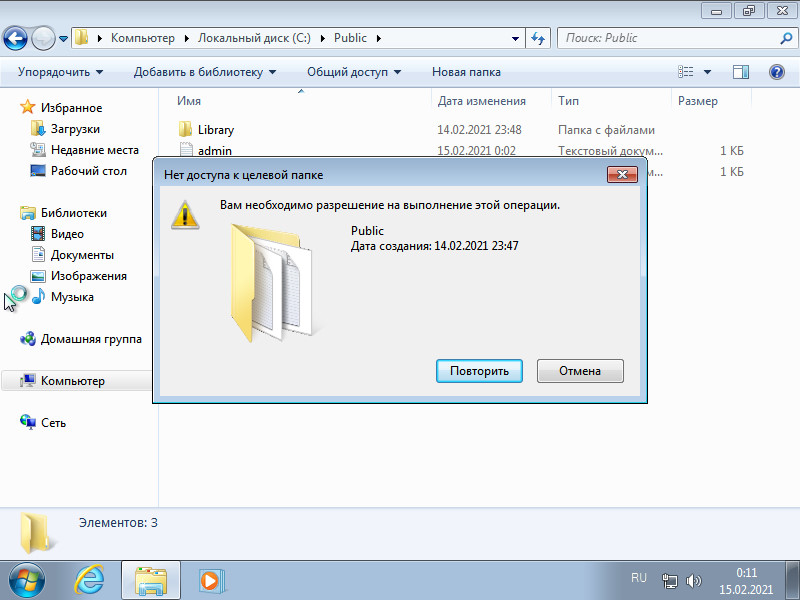 Компьютер
Локальный диск (C:)
Public
Поиск: Public
Упорядочить
Добавить в библиотеку
Общий доступ
Новая папка
Имя
Дата изменения
Тип
Размер
Избранное
Загрузки
Недавние места
Рабочий стол
Библиотеки
Видео
Документы
Изображения
Музыка
Домашняя группа
Компьютер
Сеть
Library 14.02.2021 23:48 Папка с файлами
admin 15.02.2021 0:02 Текстовый докум... 1 КБ
1 КБ
Нет доступа к целевой папке
Вам необходимо разрешение на выполнение этой операции.
Public
Дата создания: 14.02.2021 23:47
Повторить
Отмена
Элементов: 3
RU
0:11
15.02.2021